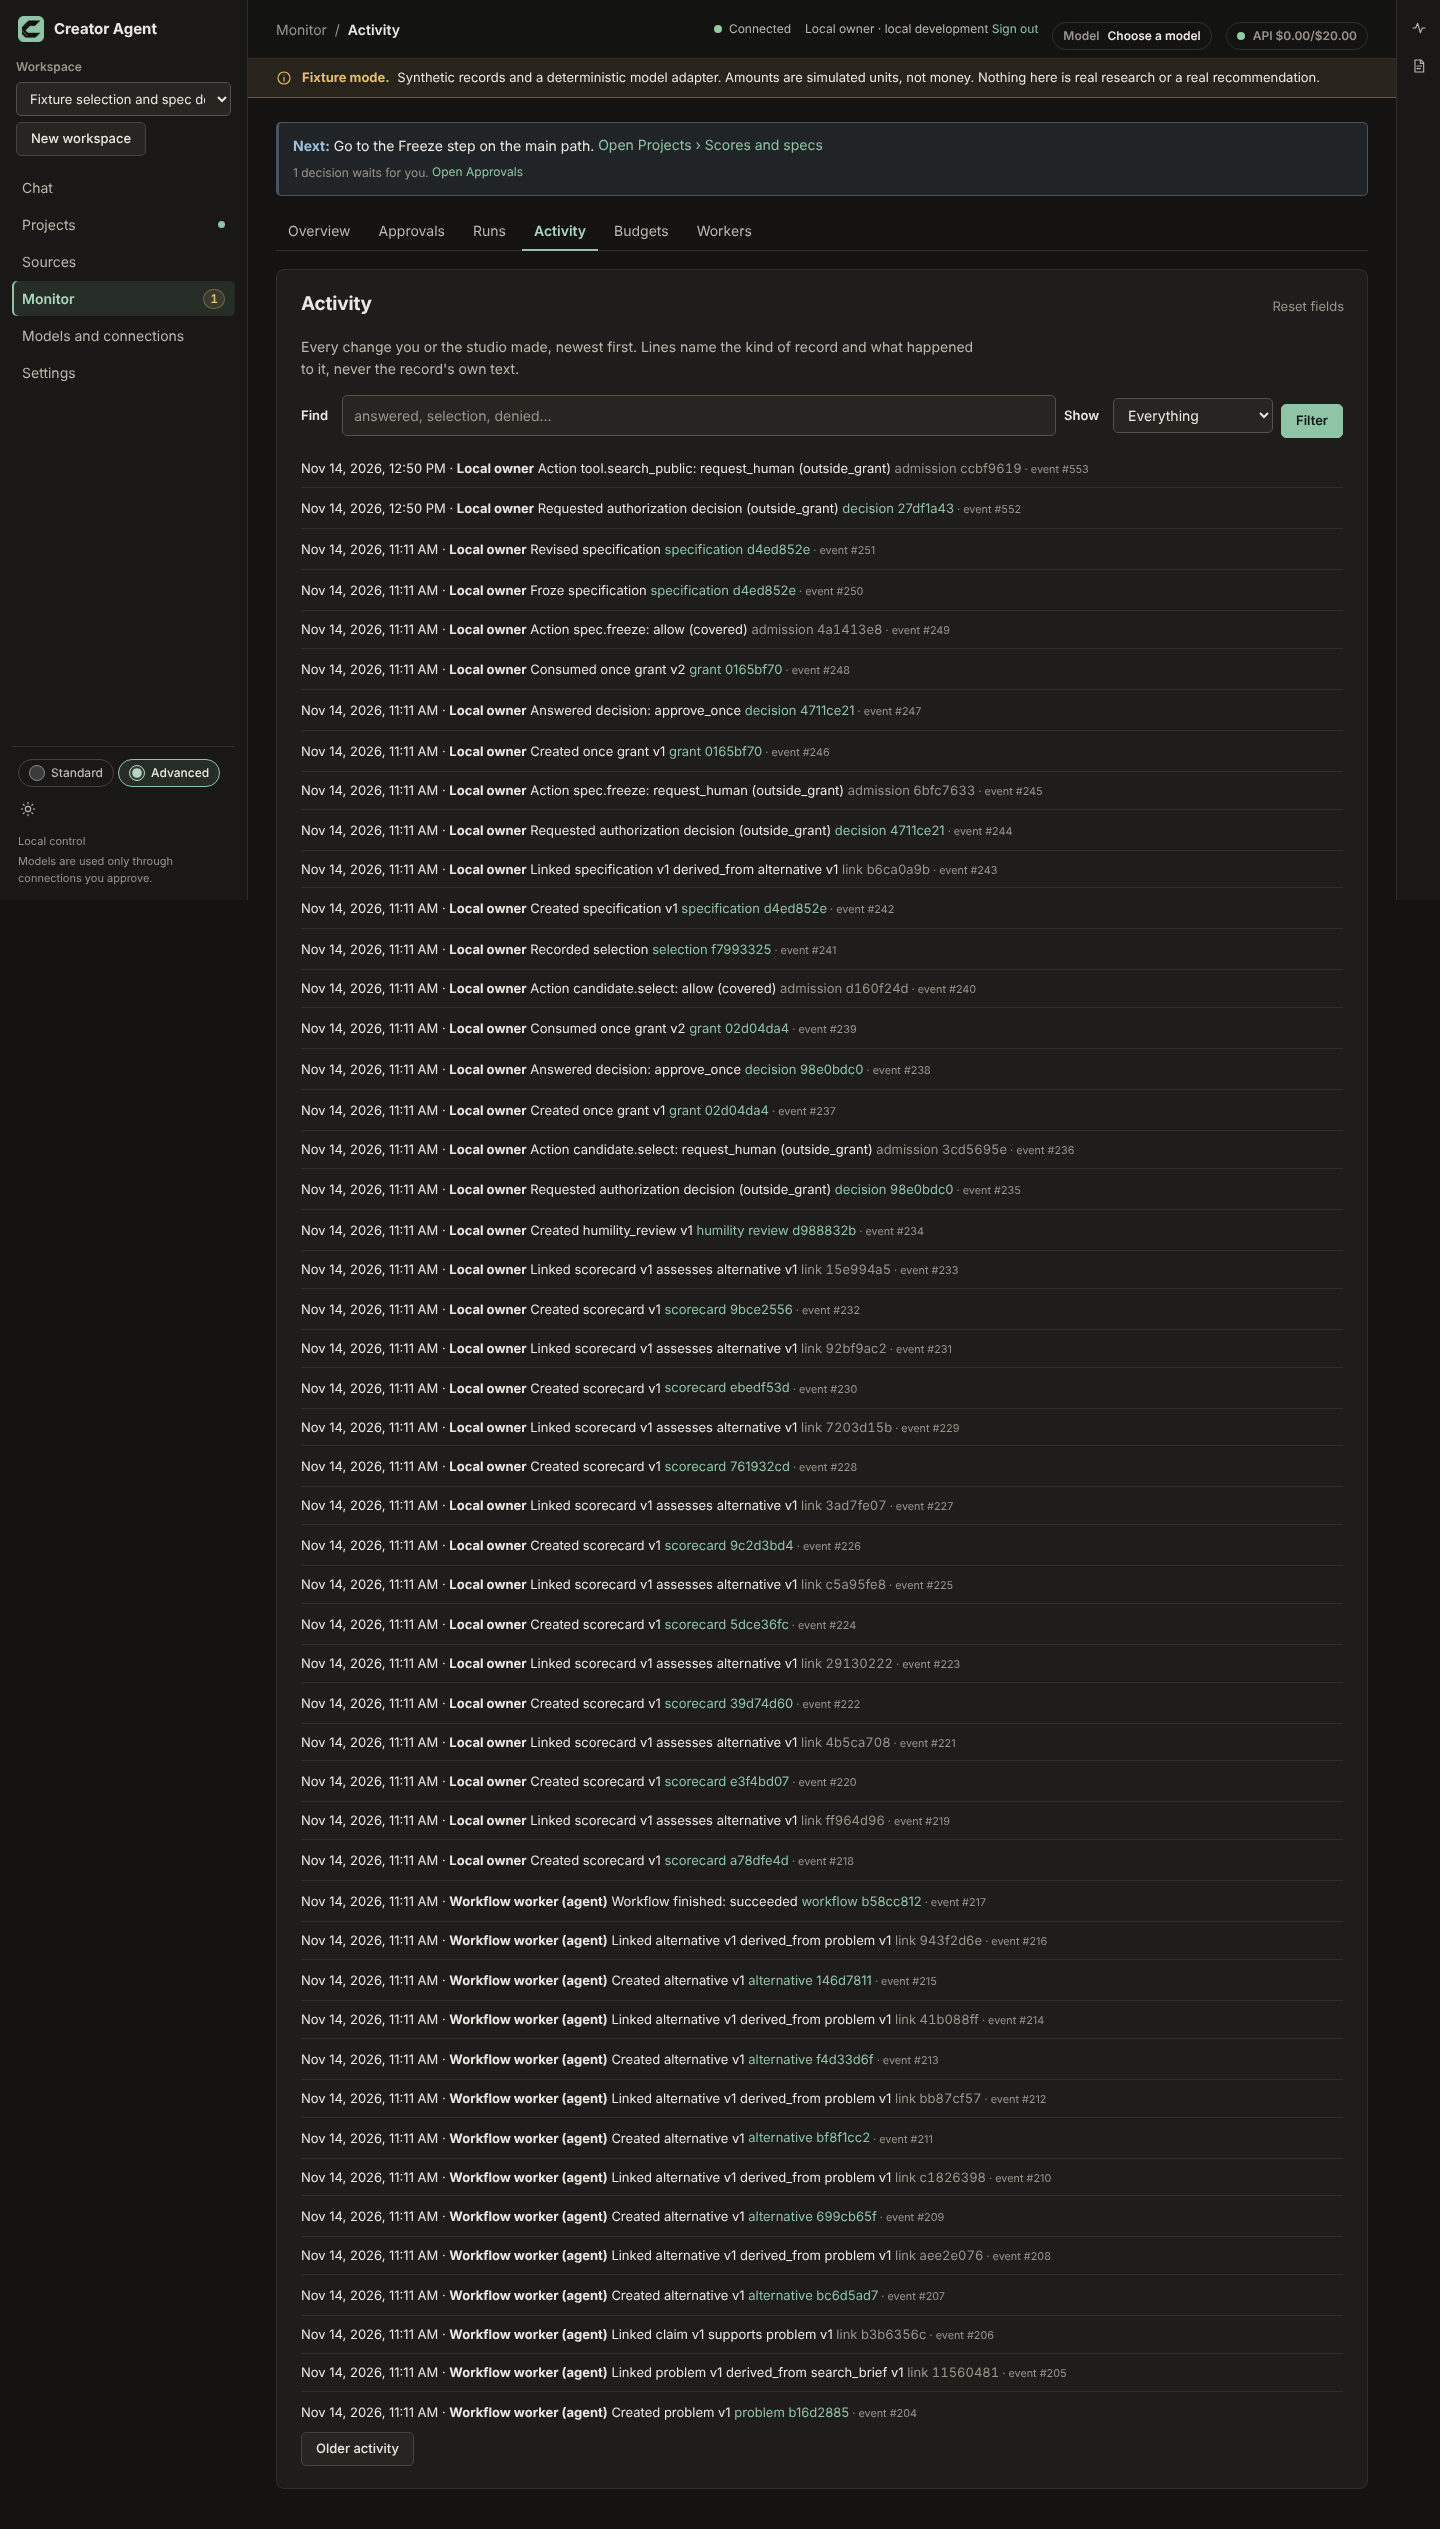 Creator Agent
Workspace
Fixture selection and spec d
New workspace
Chat
Projects
Sources
Monitor 1
Models and connections
Settings
Standard Advanced
Local control
Models are used only through
connections you approve.
Monitor / Activity
Connected Local owner · local development Sign out Model Choose a model API $0.00/$20.00
Fixture mode. Synthetic records and a deterministic model adapter. Amounts are simulated units, not money. Nothing here is real research or a real recommendation.
Next: Go to the Freeze step on the main path. Open Projects › Scores and specs
1 decision waits for you. Open Approvals
Overview Approvals Runs Activity Budgets Workers
Activity
Reset fields
Every change you or the studio made, newest first. Lines name the kind of record and what happened
to it, never the record's own text.
Find answered, selection, denied... Show Everything Filter
Nov 14, 2026, 12:50 PM · Local owner Action tool.search_public: request_human (outside_grant) admission ccbf9619 · event #553
Nov 14, 2026, 12:50 PM · Local owner Requested authorization decision (outside_grant) decision 27df1a43 · event #552
Nov 14, 2026, 11:11 AM · Local owner Revised specification specification d4ed852e · event #251
Nov 14, 2026, 11:11 AM · Local owner Froze specification specification d4ed852e · event #250
Nov 14, 2026, 11:11 AM · Local owner Action spec.freeze: allow (covered) admission 4a1413e8 · event #249
Nov 14, 2026, 11:11 AM · Local owner Consumed once grant v2 grant 0165bf70 · event #248
Nov 14, 2026, 11:11 AM · Local owner Answered decision: approve_once decision 4711ce21 · event #247
Nov 14, 2026, 11:11 AM · Local owner Created once grant v1 grant 0165bf70 · event #246
Nov 14, 2026, 11:11 AM · Local owner Action spec.freeze: request_human (outside_grant) admission 6bfc7633 · event #245
Nov 14, 2026, 11:11 AM · Local owner Requested authorization decision (outside_grant) decision 4711ce21 · event #244
Nov 14, 2026, 11:11 AM · Local owner Linked specification v1 derived_from alternative v1 link b6ca0a9b · event #243
Nov 14, 2026, 11:11 AM · Local owner Created specification v1 specification d4ed852e · event #242
Nov 14, 2026, 11:11 AM · Local owner Recorded selection selection f7993325 · event #241
Nov 14, 2026, 11:11 AM · Local owner Action candidate.select: allow (covered) admission d160f24d · event #240
Nov 14, 2026, 11:11 AM · Local owner Consumed once grant v2 grant 02d04da4 · event #239
Nov 14, 2026, 11:11 AM · Local owner Answered decision: approve_once decision 98e0bdc0 · event #238
Nov 14, 2026, 11:11 AM · Local owner Created once grant v1 grant 02d04da4 · event #237
Nov 14, 2026, 11:11 AM · Local owner Action candidate.select: request_human (outside_grant) admission 3cd5695e · event #236
Nov 14, 2026, 11:11 AM · Local owner Requested authorization decision (outside_grant) decision 98e0bdc0 · event #235
Nov 14, 2026, 11:11 AM · Local owner Created humility_review v1 humility review d988832b · event #234
Nov 14, 2026, 11:11 AM · Local owner Linked scorecard v1 assesses alternative v1 link 15e994a5 · event #233
Nov 14, 2026, 11:11 AM · Local owner Created scorecard v1 scorecard 9bce2556 · event #232
Nov 14, 2026, 11:11 AM · Local owner Linked scorecard v1 assesses alternative v1 link 92bf9ac2 · event #231
Nov 14, 2026, 11:11 AM · Local owner Created scorecard v1 scorecard ebedf53d · event #230
Nov 14, 2026, 11:11 AM · Local owner Linked scorecard v1 assesses alternative v1 link 7203d15b · event #229
Nov 14, 2026, 11:11 AM · Local owner Created scorecard v1 scorecard 761932cd · event #228
Nov 14, 2026, 11:11 AM · Local owner Linked scorecard v1 assesses alternative v1 link 3ad7fe07 · event #227
Nov 14, 2026, 11:11 AM · Local owner Created scorecard v1 scorecard 9c2d3bd4 · event #226
Nov 14, 2026, 11:11 AM · Local owner Linked scorecard v1 assesses alternative v1 link c5a95fe8 · event #225
Nov 14, 2026, 11:11 AM · Local owner Created scorecard v1 scorecard 5dce36fc · event #224
Nov 14, 2026, 11:11 AM · Local owner Linked scorecard v1 assesses alternative v1 link 29130222 · event #223
Nov 14, 2026, 11:11 AM · Local owner Created scorecard v1 scorecard 39d74d60 · event #222
Nov 14, 2026, 11:11 AM · Local owner Linked scorecard v1 assesses alternative v1 link 4b5ca708 · event #221
Nov 14, 2026, 11:11 AM · Local owner Created scorecard v1 scorecard e3f4bd07 · event #220
Nov 14, 2026, 11:11 AM · Local owner Linked scorecard v1 assesses alternative v1 link ff964d96 · event #219
Nov 14, 2026, 11:11 AM · Local owner Created scorecard v1 scorecard a78dfe4d · event #218
Nov 14, 2026, 11:11 AM · Workflow worker (agent) Workflow finished: succeeded workflow b58cc812 · event #217
Nov 14, 2026, 11:11 AM · Workflow worker (agent) Linked alternative v1 derived_from problem v1 link 943f2d6e · event #216
Nov 14, 2026, 11:11 AM · Workflow worker (agent) Created alternative v1 alternative 146d7811 · event #215
Nov 14, 2026, 11:11 AM · Workflow worker (agent) Linked alternative v1 derived_from problem v1 link 41b088ff · event #214
Nov 14, 2026, 11:11 AM · Workflow worker (agent) Created alternative v1 alternative f4d33d6f · event #213
Nov 14, 2026, 11:11 AM · Workflow worker (agent) Linked alternative v1 derived_from problem v1 link bb87cf57 · event #212
Nov 14, 2026, 11:11 AM · Workflow worker (agent) Created alternative v1 alternative bf8f1cc2 · event #211
Nov 14, 2026, 11:11 AM · Workflow worker (agent) Linked alternative v1 derived_from problem v1 link c1826398 · event #210
Nov 14, 2026, 11:11 AM · Workflow worker (agent) Created alternative v1 alternative 699cb65f · event #209
Nov 14, 2026, 11:11 AM · Workflow worker (agent) Linked alternative v1 derived_from problem v1 link aee2e076 · event #208
Nov 14, 2026, 11:11 AM · Workflow worker (agent) Created alternative v1 alternative bc6d5ad7 · event #207
Nov 14, 2026, 11:11 AM · Workflow worker (agent) Linked claim v1 supports problem v1 link b3b6356c · event #206
Nov 14, 2026, 11:11 AM · Workflow worker (agent) Linked problem v1 derived_from search_brief v1 link 11560481 · event #205
Nov 14, 2026, 11:11 AM · Workflow worker (agent) Created problem v1 problem b16d2885 · event #204
Older activity